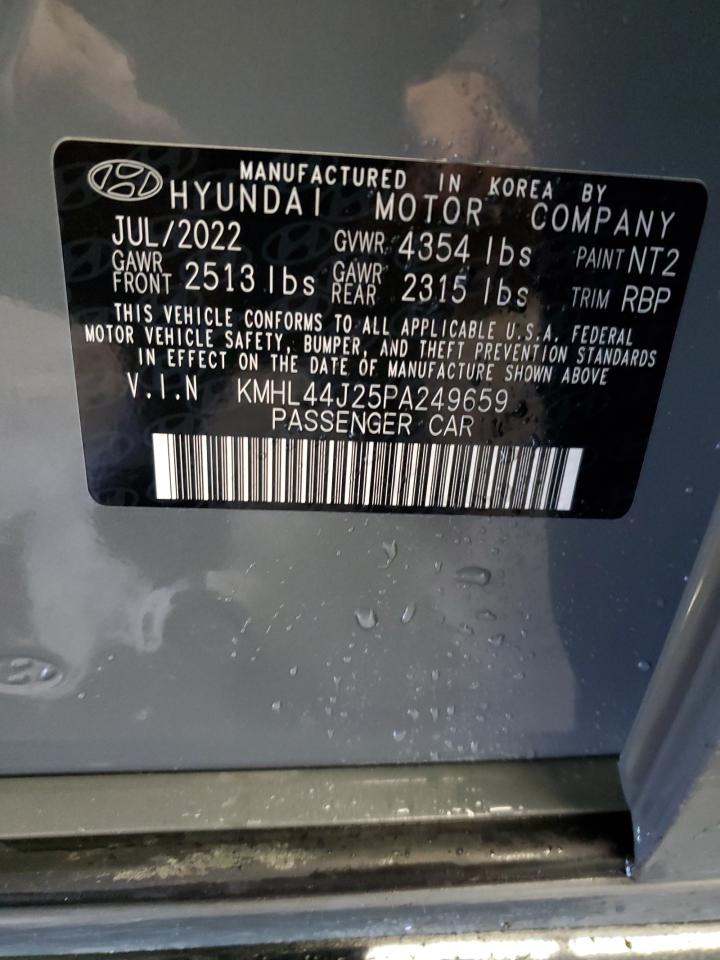 MANUFACTURED IN KOREA BY
HYUNDAI MOTOR COMPANY
JUL/2022 GVWR 4354 lbs PAINT NT2
GAWR FRONT 2513 lbs GAWR REAR 2315 lbs TRIM RBP
THIS VEHICLE CONFORMS TO ALL APPLICABLE U.S.A. FEDERAL
MOTOR VEHICLE SAFETY, BUMPER, AND THEFT PREVENTION STANDARDS
IN EFFECT ON THE DATE OF MANUFACTURE SHOWN ABOVE
V.I.N KMHL44J25PA249659
PASSENGER CAR